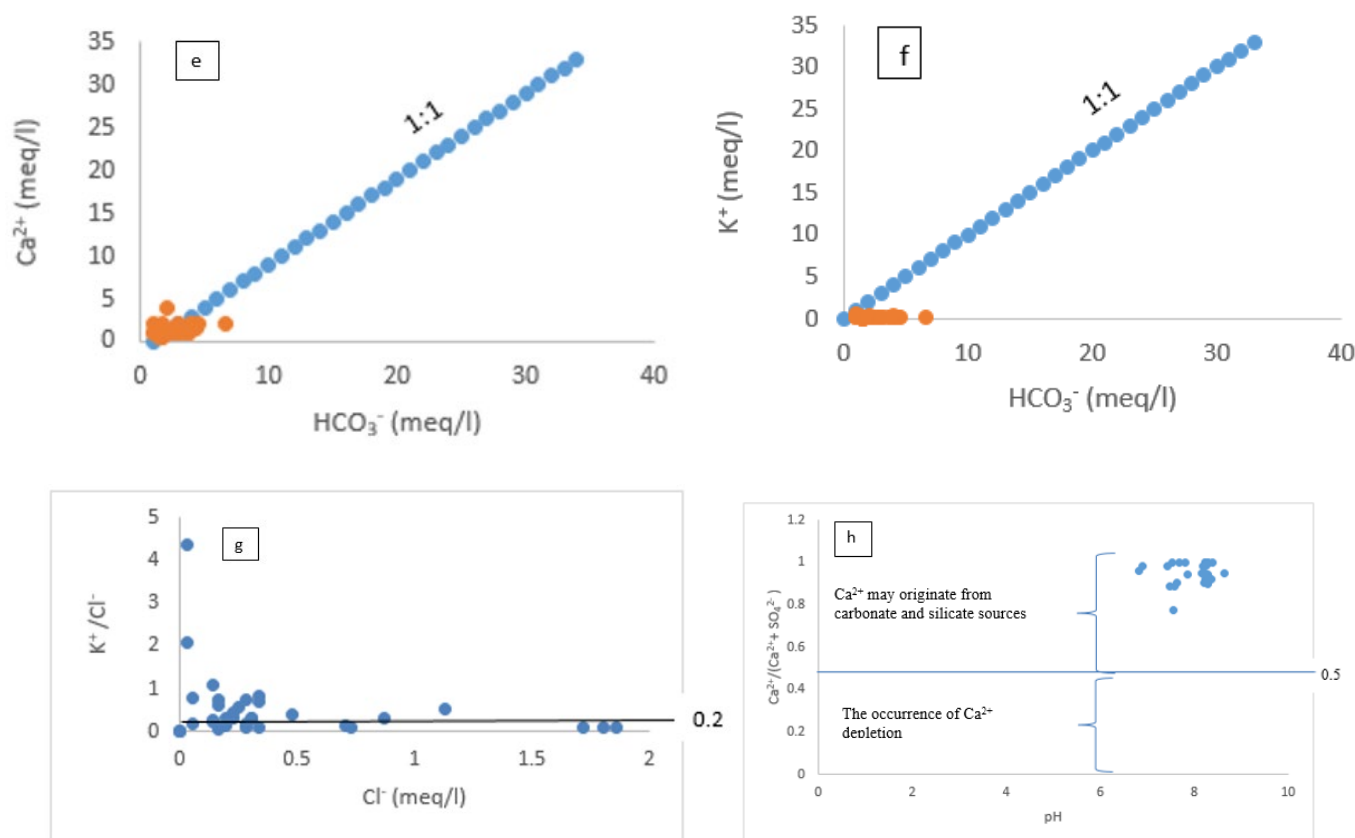 e
1:1
Ca²⁺ (meq/l)
35
30
25
20
15
10
5
0
0 10 20 30 40
HCO₃⁻ (meq/l)
f
1:1
K⁺ (meq/l)
35
30
25
20
15
10
5
0
0 10 20 30 40
HCO₃⁻ (meq/l)
g
K⁺/Cl⁻
5
4
3
2
1
0
0.2
0 0.5 1 1.5 2
Cl⁻ (meq/l)
h
Ca²⁺/(Ca²⁺+ SO₄²⁻)
1.2
1
0.8
0.6
0.4
0.2
0
Ca²⁺ may originate from
carbonate and silicate sources
0.5
The occurrence of Ca²⁺
depletion
0 2 4 6 8 10
pH